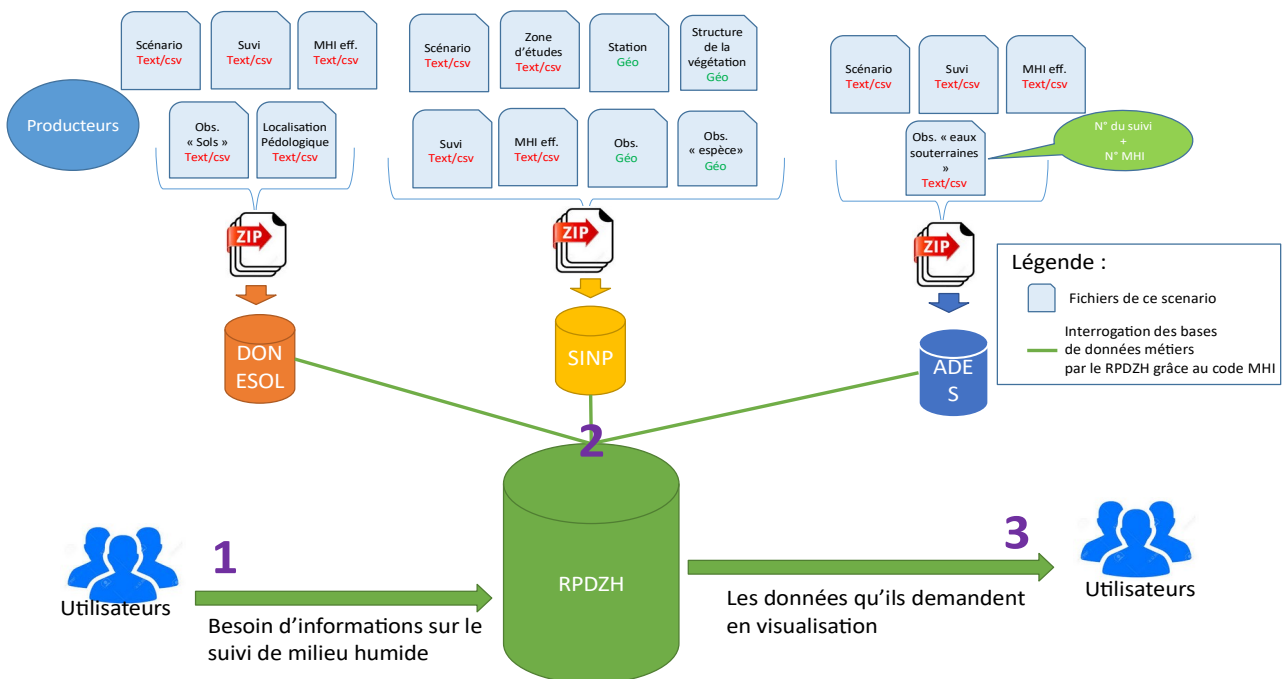 Producteurs
Scénario
Text/csv
Suvi
Text/csv
MHI eff.
Text/csv
Obs.
« Sols »
Text/csv
Localisation
Pédologique
Text/csv
ZIP
DON
ESOL
Scénario
Text/csv
Zone
d'études
Text/csv
Station
Géo
Structure
de la
végétation
Géo
Suvi
Text/csv
MHI eff.
Text/csv
Obs.
Géo
Obs.
« espèce»
Géo
ZIP
SINP
Scénario
Text/csv
Suvi
Text/csv
MHI eff.
Text/csv
Obs. « eaux
souterraines
»
Text/csv
N° du suivi
+
N° MHI
ZIP
ADE
S
Légende :
Fichiers de ce scenario
Interrogation des bases
de données métiers
par le RPDZH grâce au code MHI
2
RPDZH
Utilisateurs
1
Besoin d'informations sur le
suivi de milieu humide
3
Les données qu'ils demandent
en visualisation
Utilisateurs